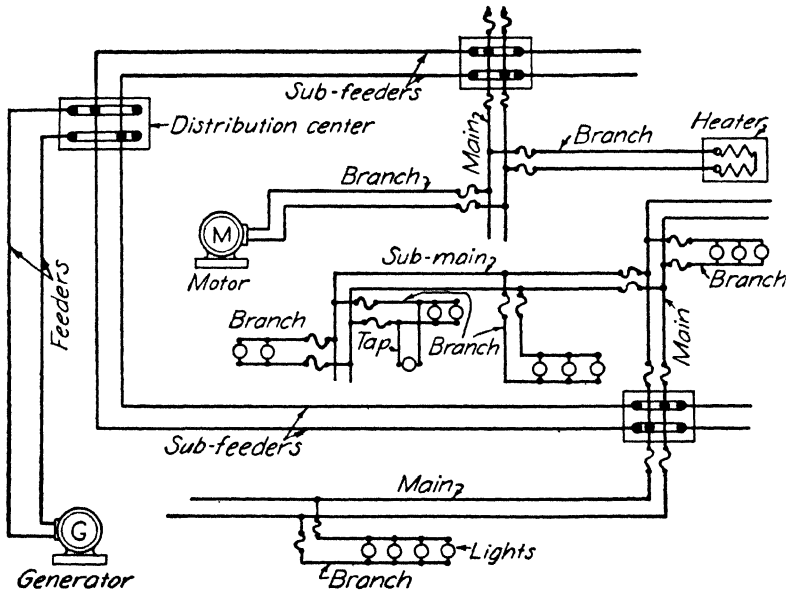 Sub-feeders
Distribution center
Main
Branch
Heater
Branch
M
Motor
Sub-main
Branch
Feeders
Branch
Tap
Branch
Main
Sub-feeders
Main
G
Lights
Generator
Branch